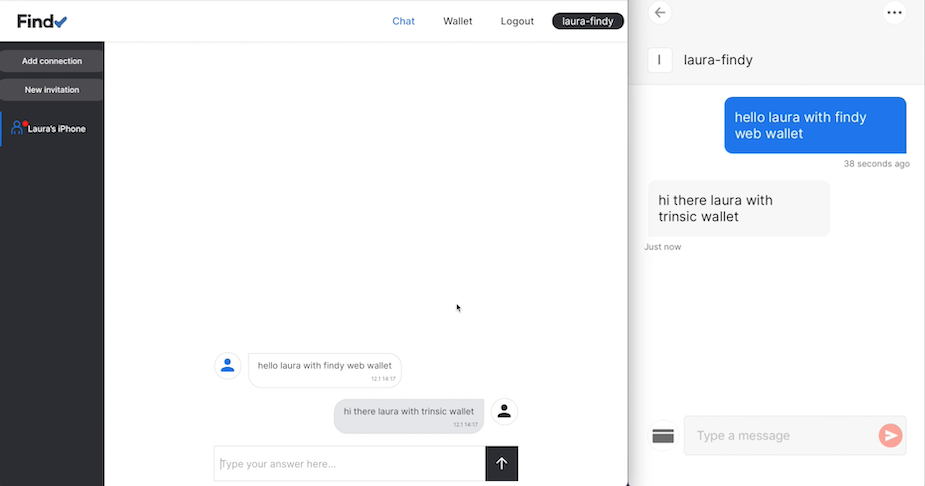 Find
Chat
Wallet
Logout
laura-findy
Add connection
New invitation
Laura's iPhone
hello laura with findy web wallet
12.1 14:17
hi there laura with trinsic wallet
12.1 14:17
Type your answer here...
l
laura-findy
hello laura with findy
web wallet
38 seconds ago
hi there laura with
trinsic wallet
Just now
Type a message